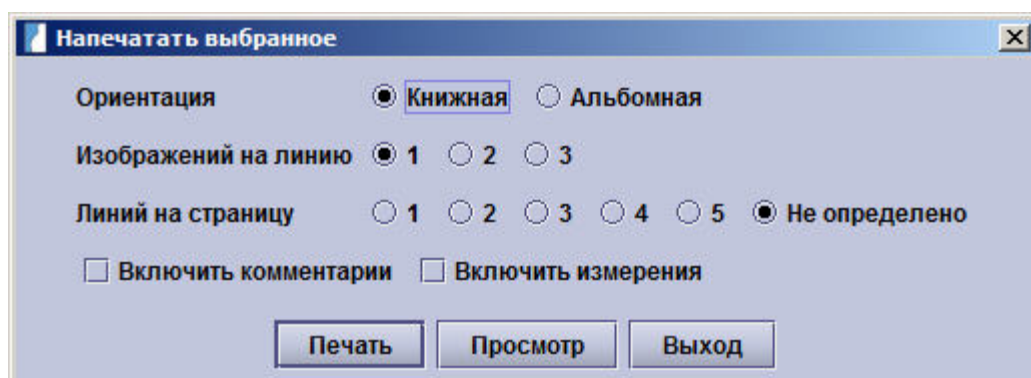 Напечатать выбранное
Ориентация Книжная Альбомная
Изображений на линию 1 2 3
Линий на страницу 1 2 3 4 5 Не определено
Включить комментарии Включить измерения
Печать Просмотр Выход